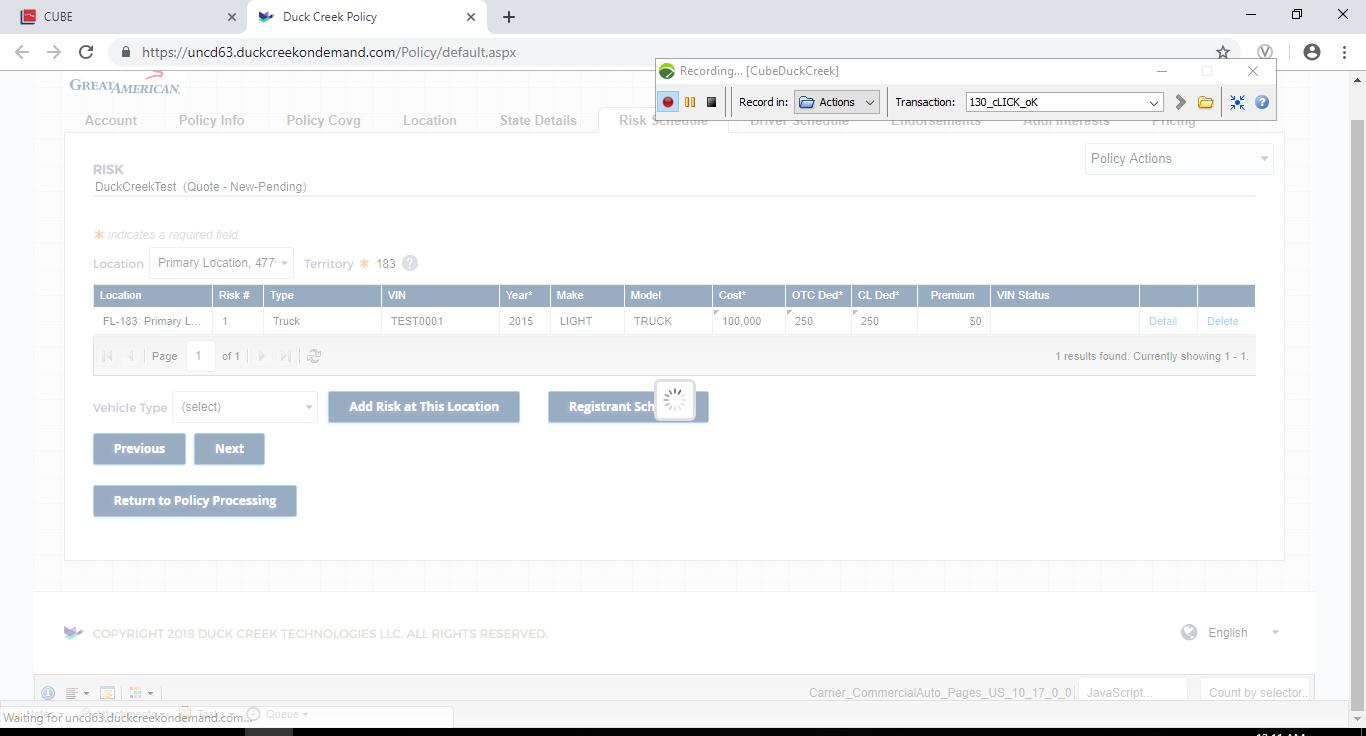 CUBE
Duck Creek Policy
https://uncd63.duckcreekondemand.com/Policy/default.aspx
Recording... [CubeDuckCreek]
Record in: Actions Transaction: 130_cLICK_oK
GREATAMERICAN.
Account Policy Info Policy Covg Location State Details Risk Schedule Driver Schedule Endorsements Addl Interests Pricing
Policy Actions
RISK
DuckCreekTest (Quote - New-Pending)
* indicates a required field.
Location Primary Location, 477 Territory * 183 ?
Location Risk # Type VIN Year* Make Model Cost* OTC Ded* CL Ded* Premium VIN Status
FL-183: Primary L... 1 Truck TEST0001 2015 LIGHT TRUCK 100,000 250 250 $0 Detail Delete
Page 1 of 1 1 results found. Currently showing 1 - 1.
Vehicle Type (select) Add Risk at This Location Registrant Sch
Previous Next
Return to Policy Processing
COPYRIGHT 2018 DUCK CREEK TECHNOLOGIES LLC. ALL RIGHTS RESERVED.
English
Carrier_CommercialAuto_Pages_US_10_17_0_0 JavaScript... Count by selector..
Waiting for uncd63.duckcreekondemand.com...
Queue